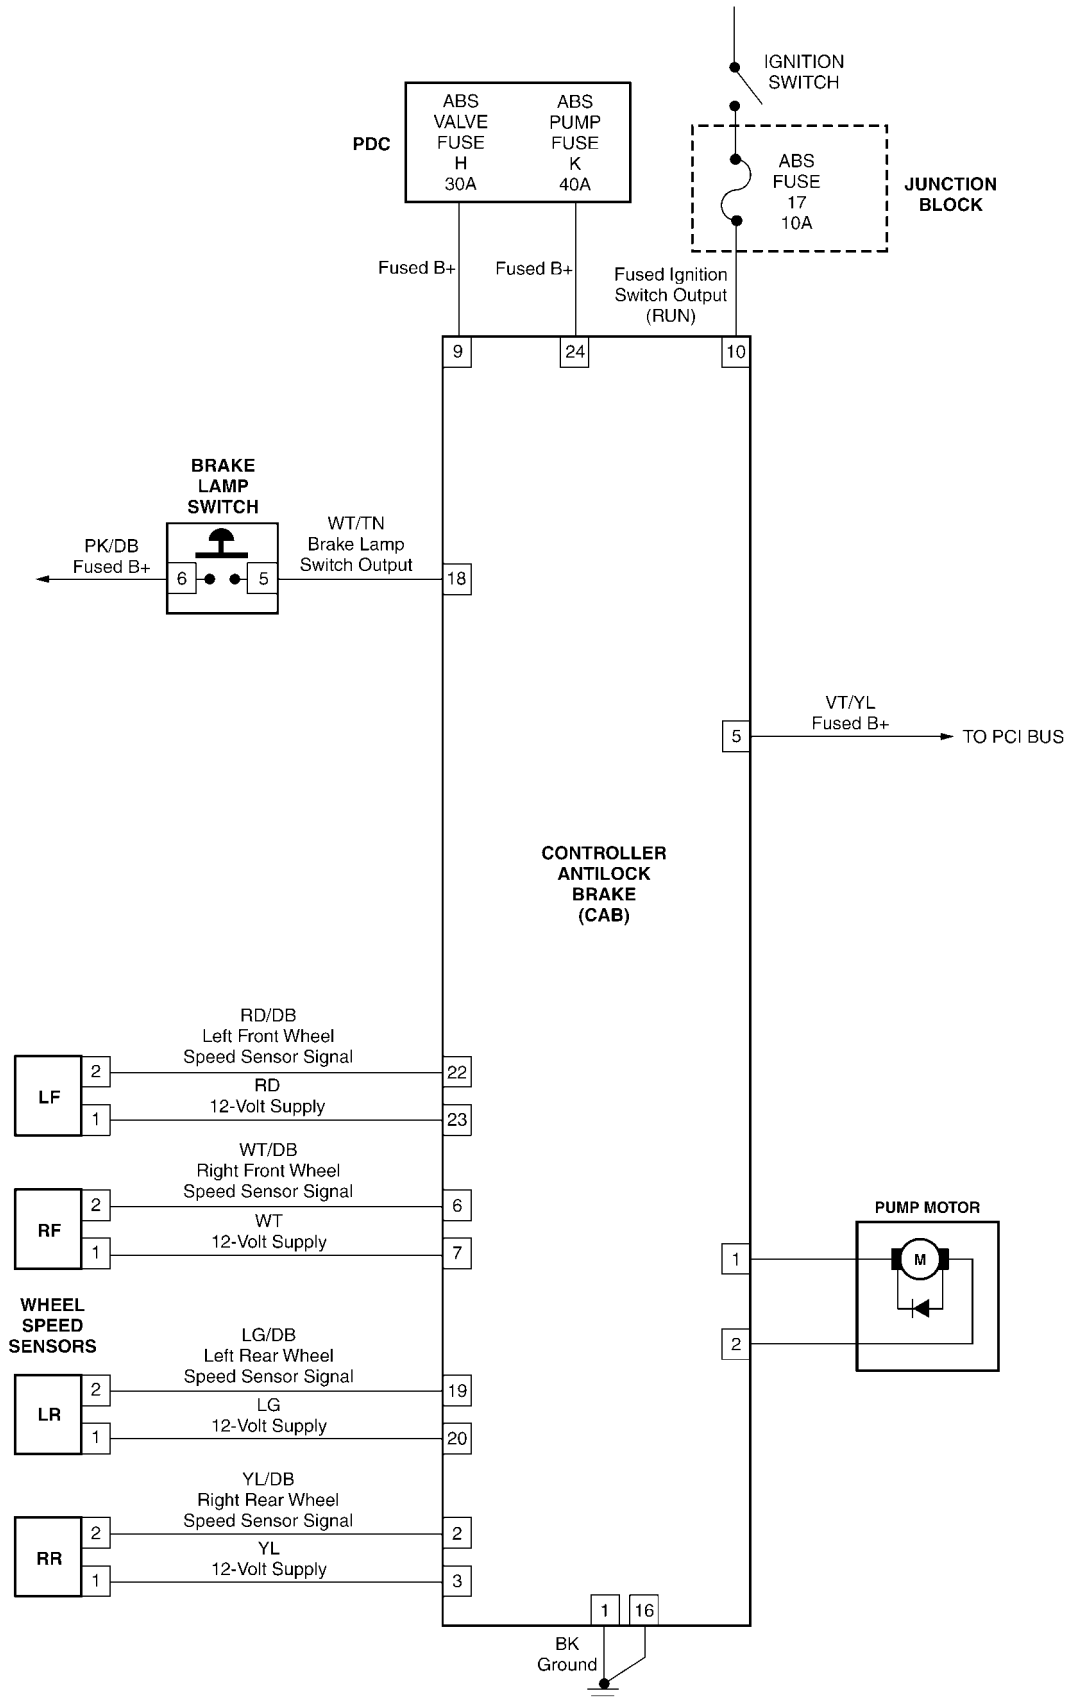 IGNITION
SWITCH
PDC
ABS
VALVE
FUSE
H
30A
ABS
PUMP
FUSE
K
40A
ABS
FUSE
17
10A
JUNCTION
BLOCK
Fused B+
Fused B+
Fused Ignition
Switch Output
(RUN)
9
24
10
BRAKE
LAMP
SWITCH
PK/DB
Fused B+
6
5
WT/TN
Brake Lamp
Switch Output
18
VT/YL
Fused B+
5
TO PCI BUS
CONTROLLER
ANTILOCK
BRAKE
(CAB)
RD/DB
Left Front Wheel
Speed Sensor Signal
LF
2
22
RD
12-Volt Supply
1
23
WT/DB
Right Front Wheel
Speed Sensor Signal
RF
2
6
WT
12-Volt Supply
1
7
PUMP MOTOR
M
1
2
WHEEL
SPEED
SENSORS
LG/DB
Left Rear Wheel
Speed Sensor Signal
LR
2
19
LG
12-Volt Supply
1
20
YL/DB
Right Rear Wheel
Speed Sensor Signal
RR
2
2
YL
12-Volt Supply
1
3
1
16
BK
Ground